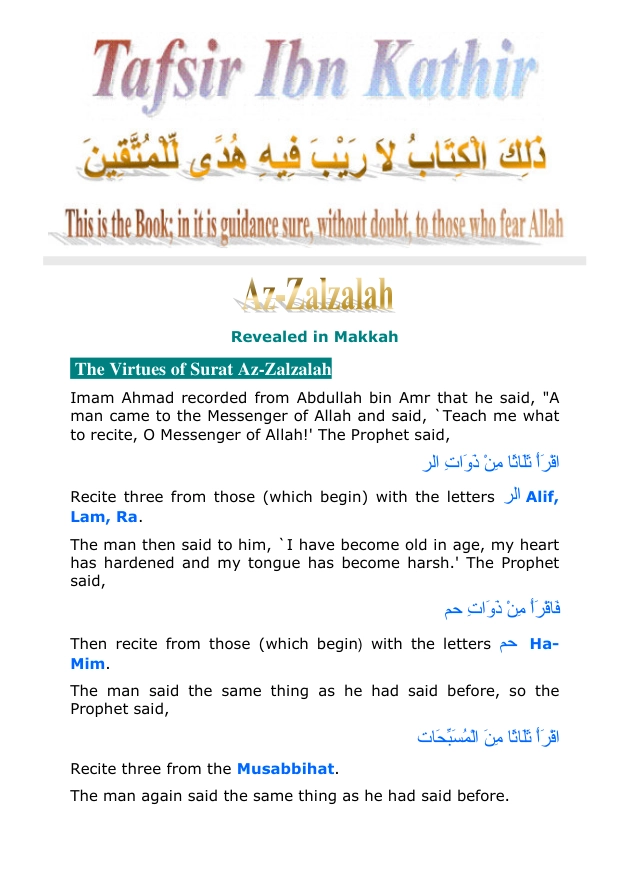 Tafsir Ibn Kathir
ذَلِكَ الْكِتَابُ لاَ رَيْبَ فِيهِ هُدًى لِّلْمُتَّقِينَ
This is the Book; in it is guidance sure, without doubt, to those who fear Allah
Az-Zalzalah
Revealed in Makkah
The Virtues of Surat Az-Zalzalah
Imam Ahmad recorded from Abdullah bin Amr that he said, "A
man came to the Messenger of Allah and said, `Teach me what
to recite, O Messenger of Allah!' The Prophet said,
اقْرَأْ ثَلَاثًا مِنْ ذَوَاتِ الر
Recite three from those (which begin) with the letters الر Alif,
Lam, Ra.
The man then said to him, `I have become old in age, my heart
has hardened and my tongue has become harsh.' The Prophet
said,
فَاقْرَأْ مِنْ ذَوَاتِ حم
Then recite from those (which begin) with the letters حم Ha-
Mim.
The man said the same thing as he had said before, so the
Prophet said,
اقْرَأْ ثَلَاثًا مِنَ الْمُسَبِّحَات
Recite three from the Musabbihat.
The man again said the same thing as he had said before.